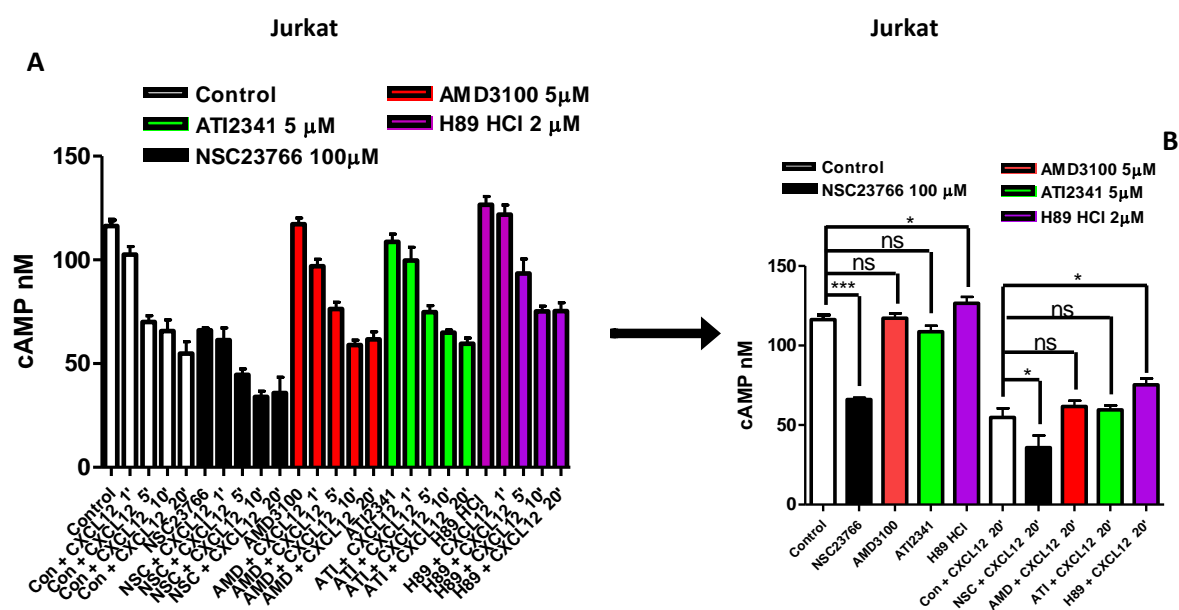 Jurkat
A
Control
AMD3100 5μM
ATI2341 5 μM
H89 HCl 2 μM
NSC23766 100μM
cAMP nM
150
100
50
0
Control
Con + CXCL12 1'
Con + CXCL12 5'
Con + CXCL12 10'
Con + CXCL12 20'
NSC23766
NSC + CXCL12 1'
NSC + CXCL12 5'
NSC + CXCL12 10'
NSC + CXCL12 20'
AMD3100
AMD + CXCL12 1'
AMD + CXCL12 5'
AMD + CXCL12 10'
AMD + CXCL12 20'
ATI2341
ATI + CXCL12 1'
ATI + CXCL12 5'
ATI + CXCL12 10'
ATI + CXCL12 20'
H89 HCl
H89 + CXCL12 1'
H89 + CXCL12 5'
H89 + CXCL12 10'
H89 + CXCL12 20'
Jurkat
B
Control
NSC23766 100 μM
AMD3100 5μM
ATI2341 5μM
H89 HCl 2μM
*
ns
ns
***
*
ns
ns
*
cAMP nM
150
100
50
0
Control
NSC23766
AMD3100
ATI2341
H89 HCl
Con + CXCL12 20'
NSC + CXCL12 20'
AMD + CXCL12 20'
ATI + CXCL12 20'
H89 + CXCL12 20'